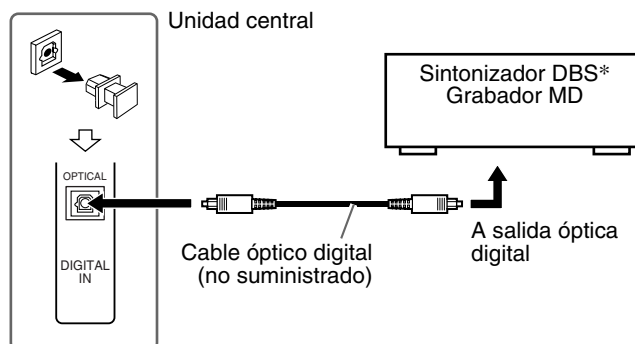 Unidad central
OPTICAL
DIGITAL
IN
Cable óptico digital
(no suministrado)
Sintonizador DBS*
Grabador MD
A salida óptica
digital